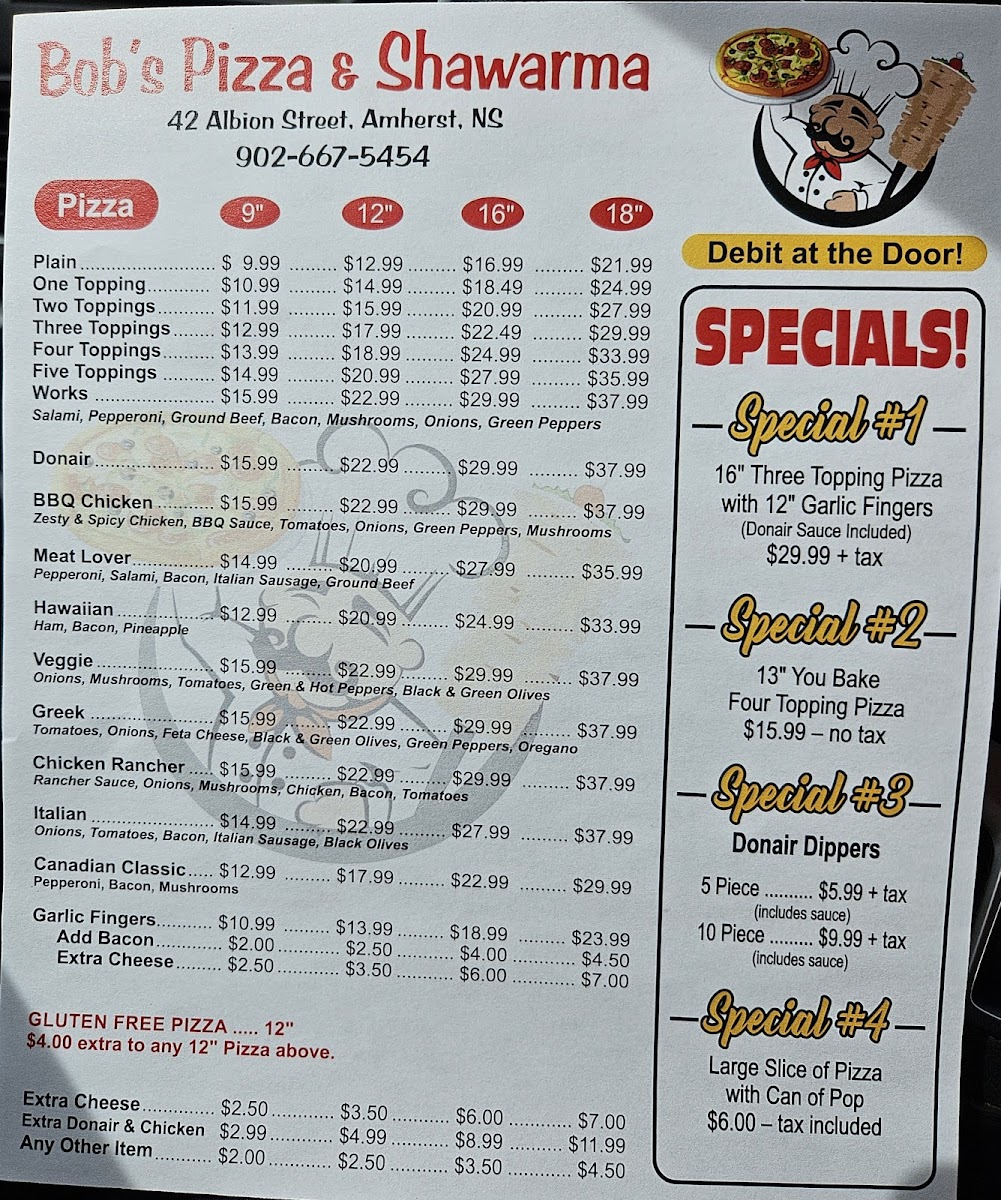 Bob's Pizza & Shawarma
42 Albion Street, Amherst, NS
902-667-5454
Pizza 9" 12" 16" 18"
Plain ........ $ 9.99 ........ $12.99 ........ $16.99 ........ $21.99
One Topping ........ $10.99 ........ $14.99 ........ $18.49 ........ $24.99
Two Toppings ........ $11.99 ........ $15.99 ........ $20.99 ........ $27.99
Three Toppings ........ $12.99 ........ $17.99 ........ $22.49 ........ $29.99
Four Toppings ........ $13.99 ........ $18.99 ........ $24.99 ........ $33.99
Five Toppings ........ $14.99 ........ $20.99 ........ $27.99 ........ $35.99
Works ........ $15.99 ........ $22.99 ........ $29.99 ........ $37.99
Salami, Pepperoni, Ground Beef, Bacon, Mushrooms, Onions, Green Peppers
Donair ........ $15.99 ........ $22.99 ........ $29.99 ........ $37.99
BBQ Chicken ........ $15.99 ........ $22.99 ........ $29.99 ........ $37.99
Zesty & Spicy Chicken, BBQ Sauce, Tomatoes, Onions, Green Peppers, Mushrooms
Meat Lover ........ $14.99 ........ $20.99 ........ $27.99 ........ $35.99
Pepperoni, Salami, Bacon, Italian Sausage, Ground Beef
Hawaiian ........ $12.99 ........ $20.99 ........ $24.99 ........ $33.99
Ham, Bacon, Pineapple
Veggie ........ $15.99 ........ $22.99 ........ $29.99 ........ $37.99
Onions, Mushrooms, Tomatoes, Green & Hot Peppers, Black & Green Olives
Greek ........ $15.99 ........ $22.99 ........ $29.99 ........ $37.99
Tomatoes, Onions, Feta Cheese, Black & Green Olives, Green Peppers, Oregano
Chicken Rancher ..... $15.99 ........ $22.99 ........ $29.99 ........ $37.99
Rancher Sauce, Onions, Mushrooms, Chicken, Bacon, Tomatoes
Italian ........ $14.99 ........ $22.99 ........ $27.99 ........ $37.99
Onions, Tomatoes, Bacon, Italian Sausage, Black Olives
Canadian Classic ..... $12.99 ........ $17.99 ........ $22.99 ........ $29.99
Pepperoni, Bacon, Mushrooms
Garlic Fingers ........ $10.99 ........ $13.99 ........ $18.99 ........ $23.99
Add Bacon ........ $2.00 ........ $2.50 ........ $4.00 ........ $4.50
Extra Cheese ........ $2.50 ........ $3.50 ........ $6.00 ........ $7.00
GLUTEN FREE PIZZA ..... 12"
$4.00 extra to any 12" Pizza above.
Extra Cheese ........ $2.50 ........ $3.50 ........ $6.00 ........ $7.00
Extra Donair & Chicken $2.99 ........ $4.99 ........ $8.99 ........ $11.99
Any Other Item ........ $2.00 ........ $2.50 ........ $3.50 ........ $4.50
Debit at the Door!
SPECIALS!
Special #1
16" Three Topping Pizza
with 12" Garlic Fingers
(Donair Sauce Included)
$29.99 + tax
Special #2
13" You Bake
Four Topping Pizza
$15.99 – no tax
Special #3
Donair Dippers
5 Piece .......... $5.99 + tax
(includes sauce)
10 Piece ......... $9.99 + tax
(includes sauce)
Special #4
Large Slice of Pizza
with Can of Pop
$6.00 – tax included